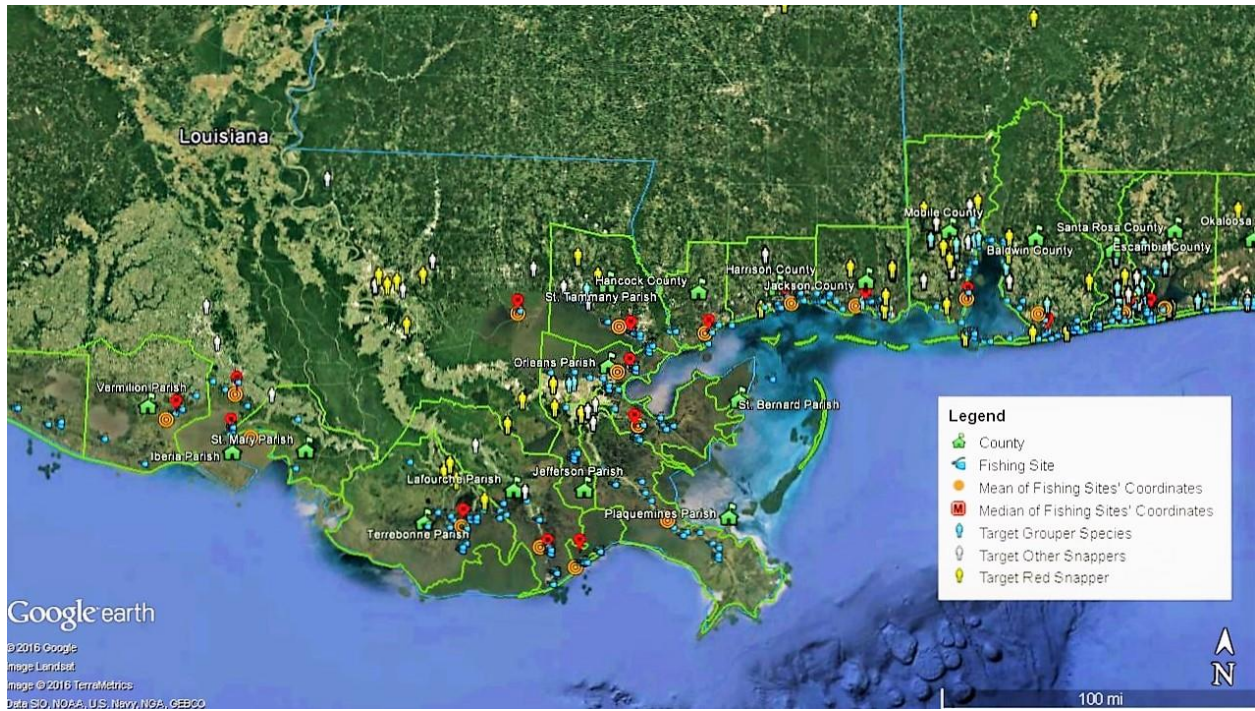 Louisiana
Mobile County
Santa Rosa County
Okaloosa
Baldwin County
Escambia County
Hancock County
Harrison County
Jackson County
St. Tammany Parish
Orleans Parish
Vermilion Parish
St. Bernard Parish
St. Mary Parish
Iberia Parish
Jefferson Parish
Lafourche Parish
Plaquemines Parish
Terrebonne Parish
Legend
County
Fishing Site
Mean of Fishing Sites' Coordinates
M Median of Fishing Sites' Coordinates
Target Grouper Species
Target Other Snappers
Target Red Snapper
Google earth
© 2016 Google
Image Landsat
Image © 2016 TerraMetrics
Data SIO, NOAA, U.S. Navy, NGA, GEBCO
N
100 mi